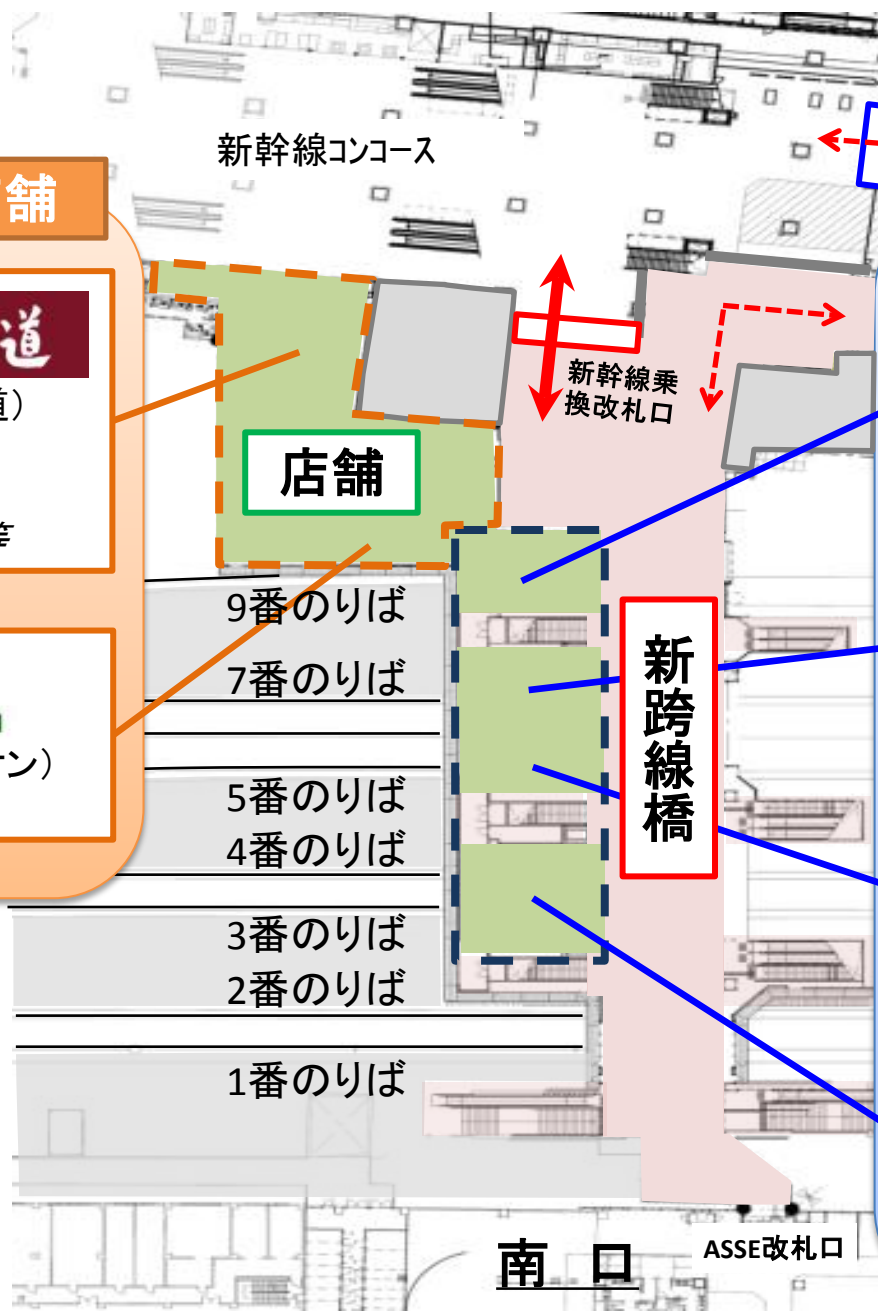 新幹線コンコース
舗
道
道）
等
ン）
新幹線乗
換改札口
店舗
9番のりば
7番のりば
5番のりば
4番のりば
3番のりば
2番のりば
1番のりば
新跨線橋
南 口
ASSE改札口